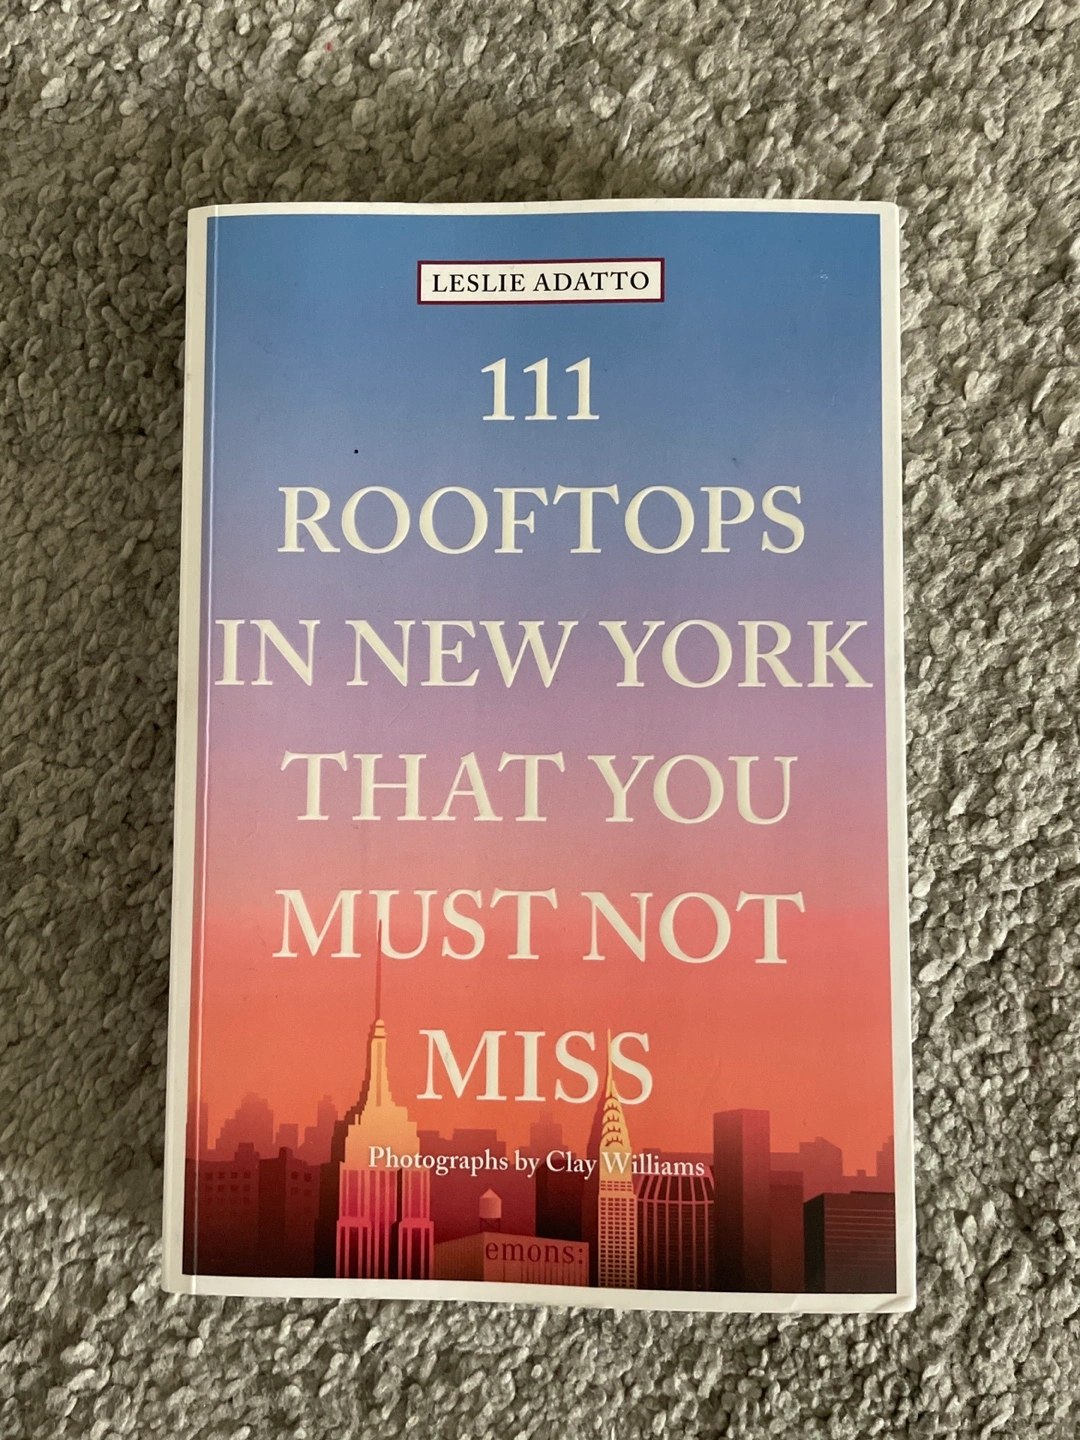 LESLIE ADATTO
111
ROOFTOPS
IN NEW YORK
THAT YOU
MUST NOT
MISS
Photographs by Clay Williams
emons: